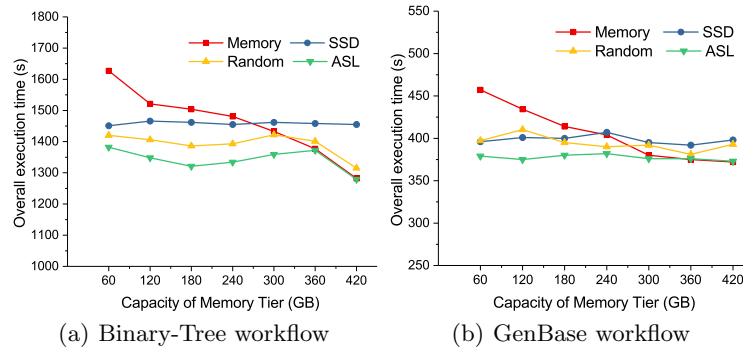 1800
1700
1600
1500
1400
1300
1200
1100
1000
Overall execution time (s)
Memory
SSD
Random
ASL
60 120 180 240 300 360 420
Capacity of Memory Tier (GB)
(a) Binary-Tree workflow
550
500
450
400
350
300
250
Overall execution time (s)
Memory
SSD
Random
ASL
60 120 180 240 300 360 420
Capacity of Memory Tier (GB)
(b) GenBase workflow